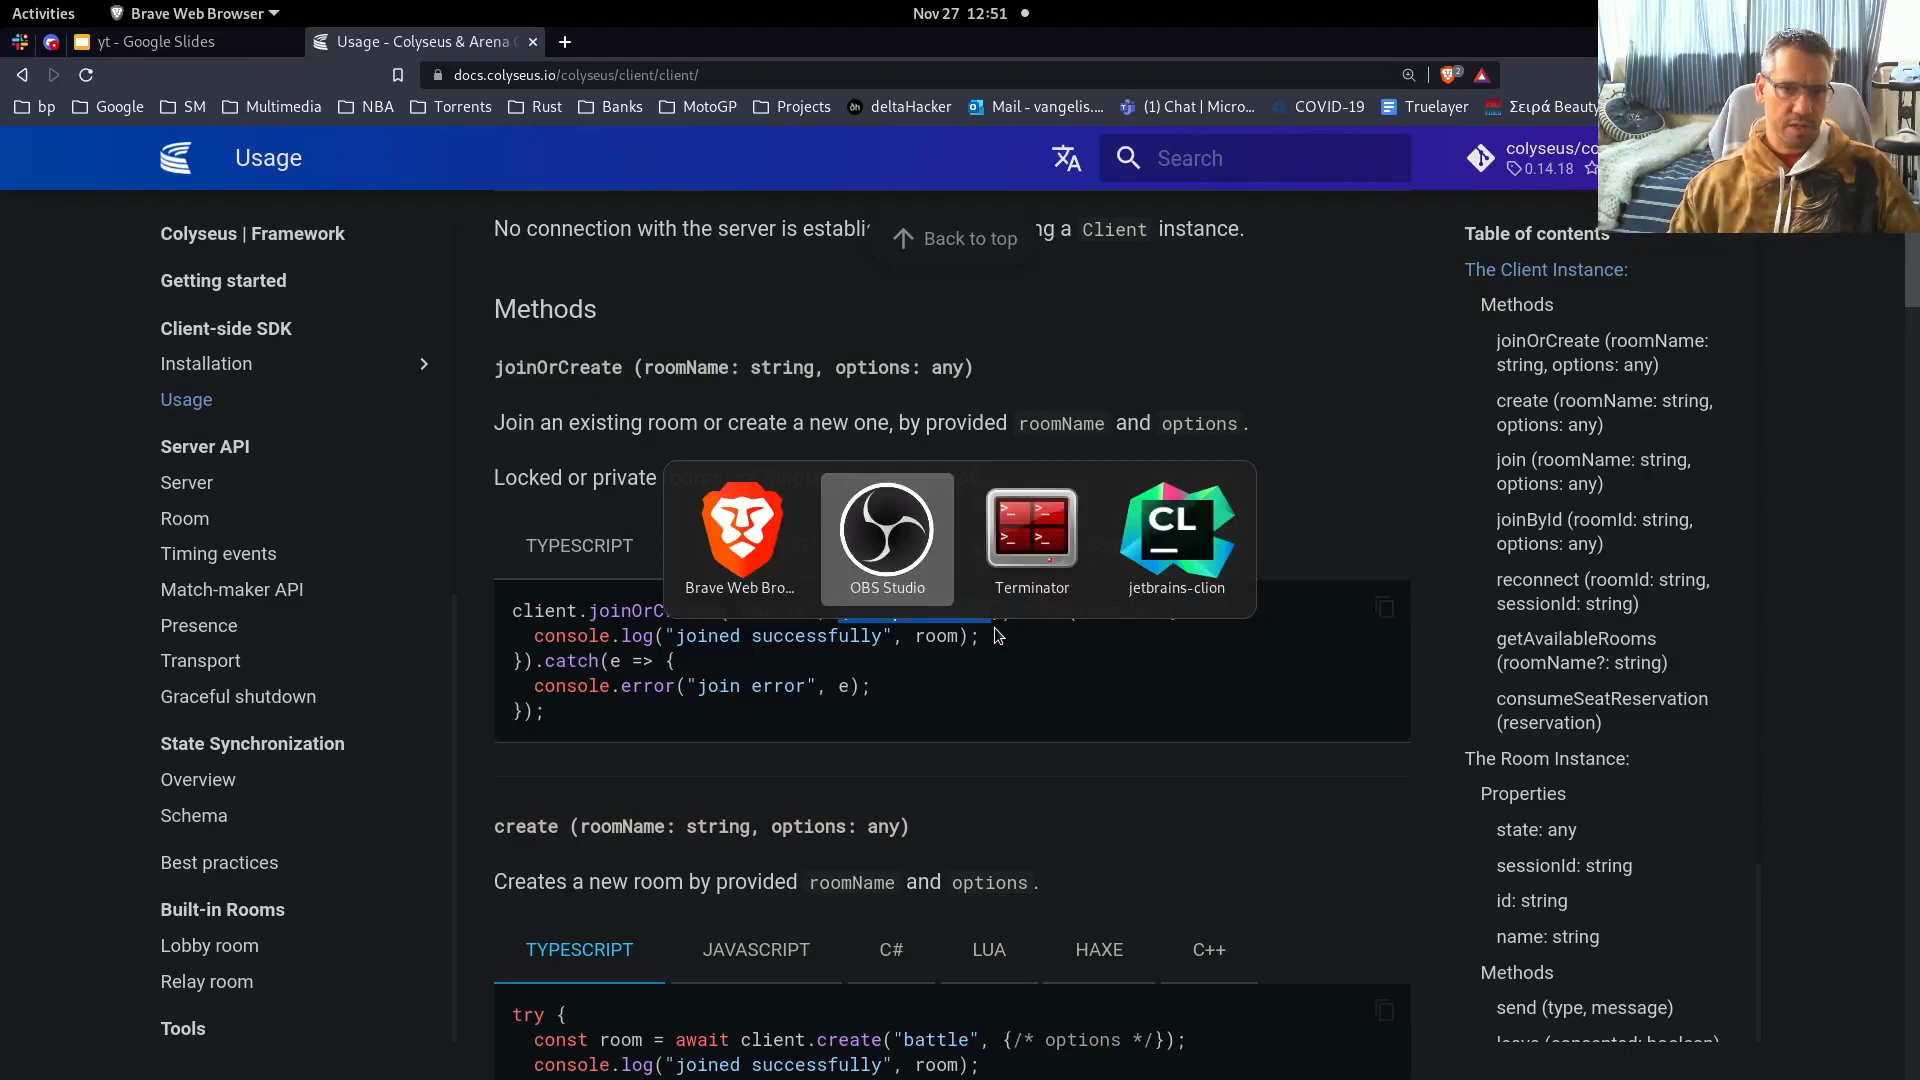 Activities
Brave Web Browser
Nov 27 12:51
yt - Google Slides
Usage - Colyseus & Arena
docs.colyseus.io/colyseus/client/client/
2
bp
Google
SM
Multimedia
NBA
Torrents
Rust
Banks
MotoGP
Projects
deltaHacker
Mail - vangelis....
(1) Chat | Micro...
COVID-19
Truelayer
Σειρά Beauty
Usage
Search
colyseus/co
0.14.18
Colyseus | Framework
Getting started
Client-side SDK
Installation
Usage
Server API
Server
Room
Timing events
Match-maker API
Presence
Transport
Graceful shutdown
State Synchronization
Overview
Schema
Best practices
Built-in Rooms
Lobby room
Relay room
Tools
No connection with the server is establi ng a Client instance.
Back to top
Methods
joinOrCreate (roomName: string, options: any)
Join an existing room or create a new one, by provided roomName and options.
Locked or private
TYPESCRIPT
Brave Web Bro...
OBS Studio
Terminator
jetbrains-clion
client.joinOrC
console.log("joined successfully", room);
}).catch(e => {
console.error("join error", e);
});
create (roomName: string, options: any)
Creates a new room by provided roomName and options.
TYPESCRIPT
JAVASCRIPT
C#
LUA
HAXE
C++
try {
const room = await client.create("battle", {/* options */});
console.log("joined successfully", room);
Table of contents
The Client Instance:
Methods
joinOrCreate (roomName:
string, options: any)
create (roomName: string,
options: any)
join (roomName: string,
options: any)
joinById (roomId: string,
options: any)
reconnect (roomId: string,
sessionId: string)
getAvailableRooms
(roomName?: string)
consumeSeatReservation
(reservation)
The Room Instance:
Properties
state: any
sessionId: string
id: string
name: string
Methods
send (type, message)
leave (consented: boolean)